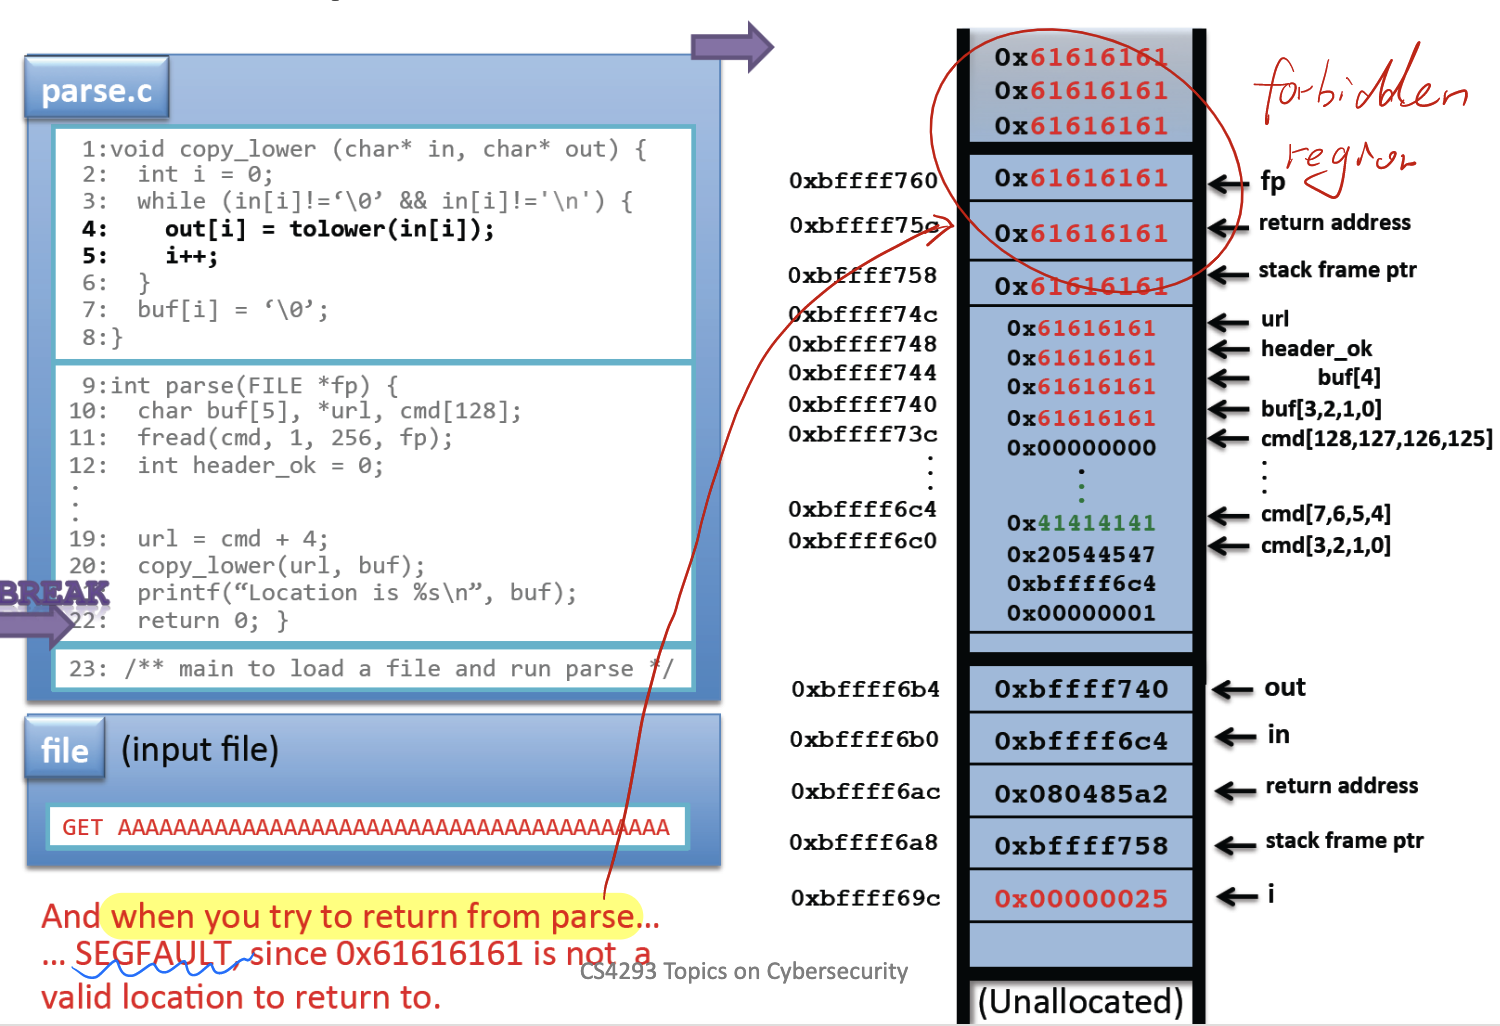 parse.c
1:void copy_lower (char* in, char* out) {
2:  int i = 0;
3:  while (in[i]!=‘\0’ && in[i]!='\n') {
4:    out[i] = tolower(in[i]);
5:    i++;
6:  }
7:  buf[i] = ‘\0’;
8:}
9:int parse(FILE *fp) {
10:  char buf[5], *url, cmd[128];
11:  fread(cmd, 1, 256, fp);
12:  int header_ok = 0;
.
.
.
19:  url = cmd + 4;
20:  copy_lower(url, buf);
BREAK printf(“Location is %s\n”, buf);
22:  return 0; }
23: /** main to load a file and run parse */
file (input file)
GET AAAAAAAAAAAAAAAAAAAAAAAAAAAAAAAAAAAAAAAA
And when you try to return from parse…
… SEGFAULT, since 0x61616161 is not a
valid location to return to.
CS4293 Topics on Cybersecurity
0x61616161
0x61616161
0x61616161
forbidden
region
0xbffff760 0x61616161 fp
0xbffff75c 0x61616161 return address
0xbffff758 0x61616161 stack frame ptr
0xbffff74c 0x61616161 url
0xbffff748 0x61616161 header_ok
0xbffff744 0x61616161 buf[4]
0xbffff740 0x61616161 buf[3,2,1,0]
0xbffff73c 0x00000000 cmd[128,127,126,125]
. . .
. . .
. . .
0xbffff6c4 0x41414141 cmd[7,6,5,4]
0xbffff6c0 0x20544547 cmd[3,2,1,0]
0xbffff6c4
0x00000001
0xbffff6b4 0xbffff740 out
0xbffff6b0 0xbffff6c4 in
0xbffff6ac 0x080485a2 return address
0xbffff6a8 0xbffff758 stack frame ptr
0xbffff69c 0x00000025 i
(Unallocated)